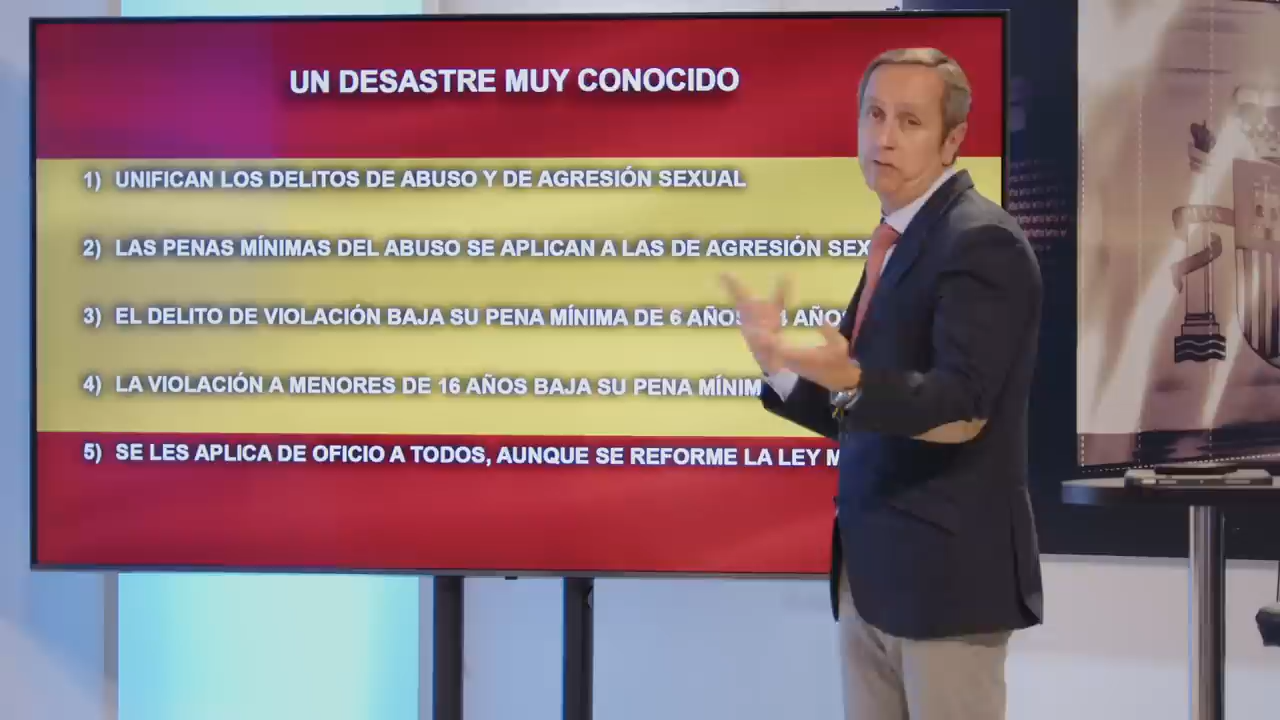 UN DESASTRE MUY CONOCIDO
1) UNIFICAN LOS DELITOS DE ABUSO Y DE AGRESIÓN SEXUAL
2) LAS PENAS MÍNIMAS DEL ABUSO SE APLICAN A LAS DE AGRESIÓN SEX
3) EL DELITO DE VIOLACIÓN BAJA SU PENA MÍNIMA DE 6 AÑOS 4 AÑOS
4) LA VIOLACIÓN A MENORES DE 16 AÑOS BAJA SU PENA MÍNIM
5) SE LES APLICA DE OFICIO A TODOS, AUNQUE SE REFORME LA LEY M